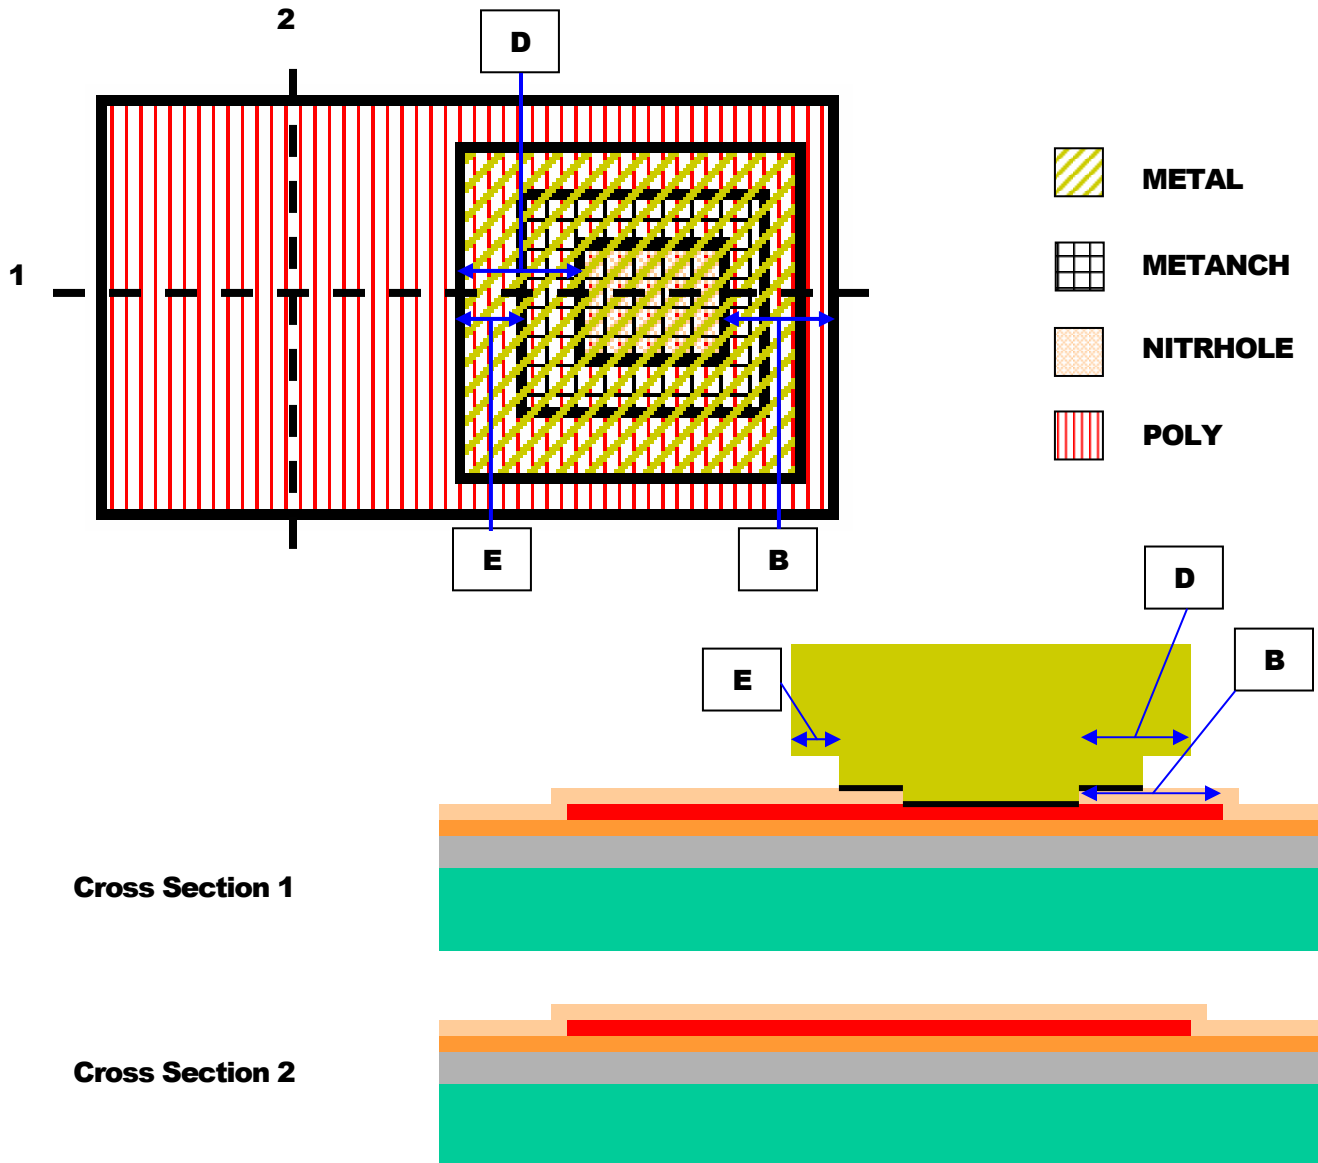 2
D
1
METAL
METANCH
NITRHOLE
POLY
E
B
D
B
E
Cross Section 1
Cross Section 2